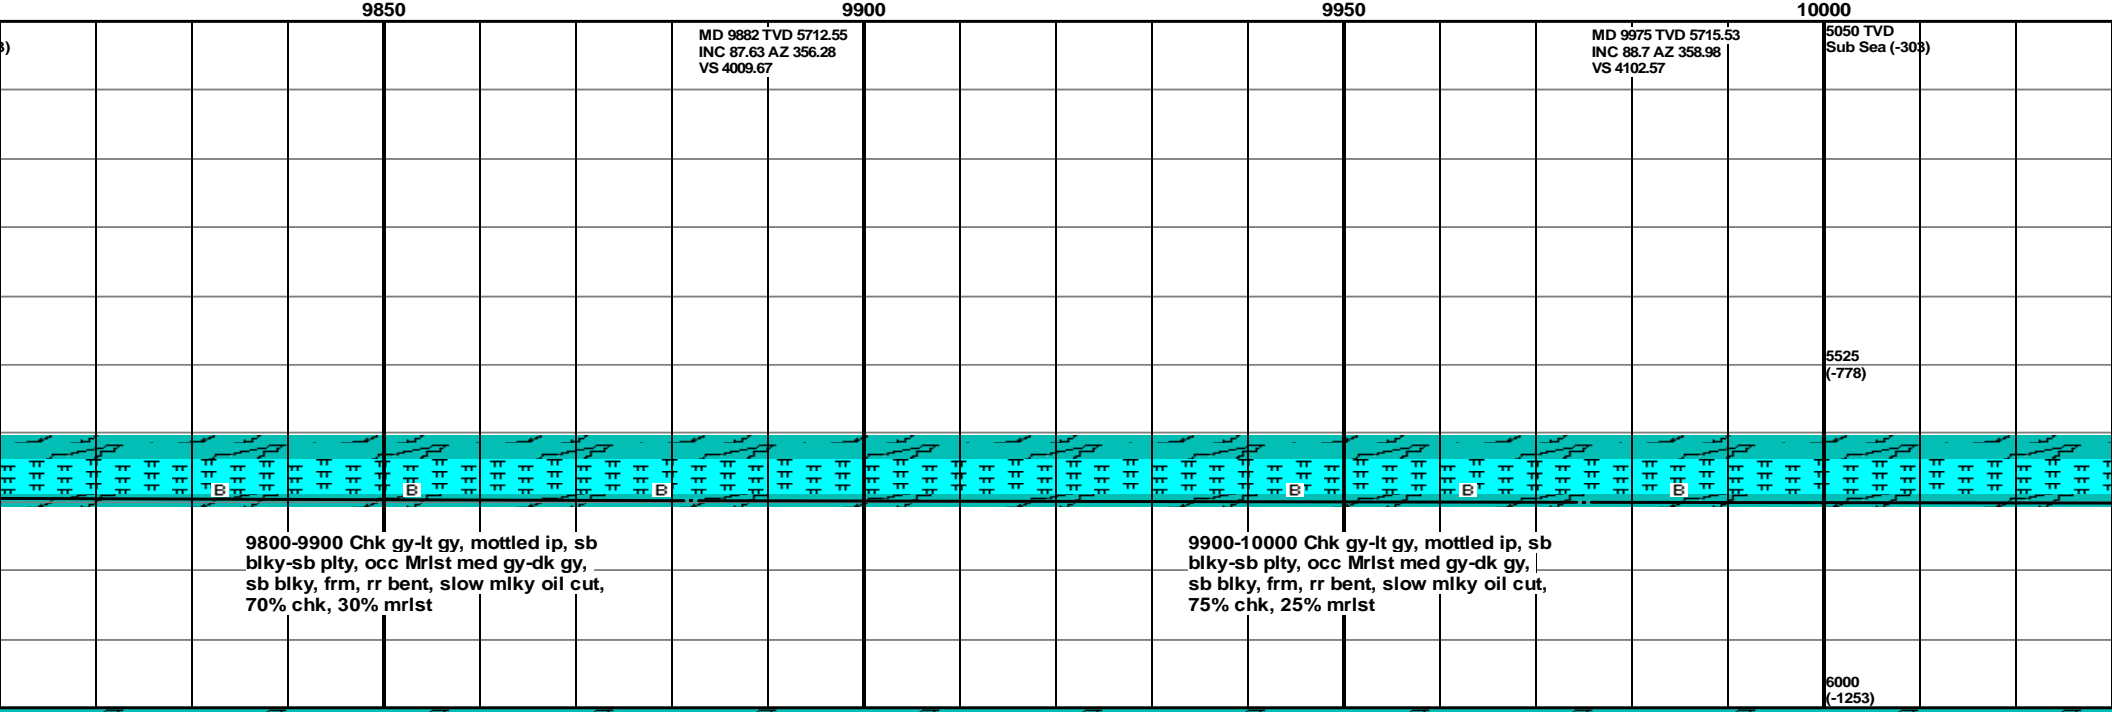 9850
9900
9950
10000
3)
MD 9882 TVD 5712.55
INC 87.63 AZ 356.28
VS 4009.67
MD 9975 TVD 5715.53
INC 88.7 AZ 358.98
VS 4102.57
5050 TVD
Sub Sea (-303)
5525
(-778)
B
B
B
B
B
B
9800-9900 Chk gy-lt gy, mottled ip, sb
blky-sb plty, occ Mrlst med gy-dk gy,
sb blky, frm, rr bent, slow mlky oil cut,
70% chk, 30% mrlst
9900-10000 Chk gy-lt gy, mottled ip, sb
blky-sb plty, occ Mrlst med gy-dk gy,
sb blky, frm, rr bent, slow mlky oil cut,
75% chk, 25% mrlst
6000
(-1253)